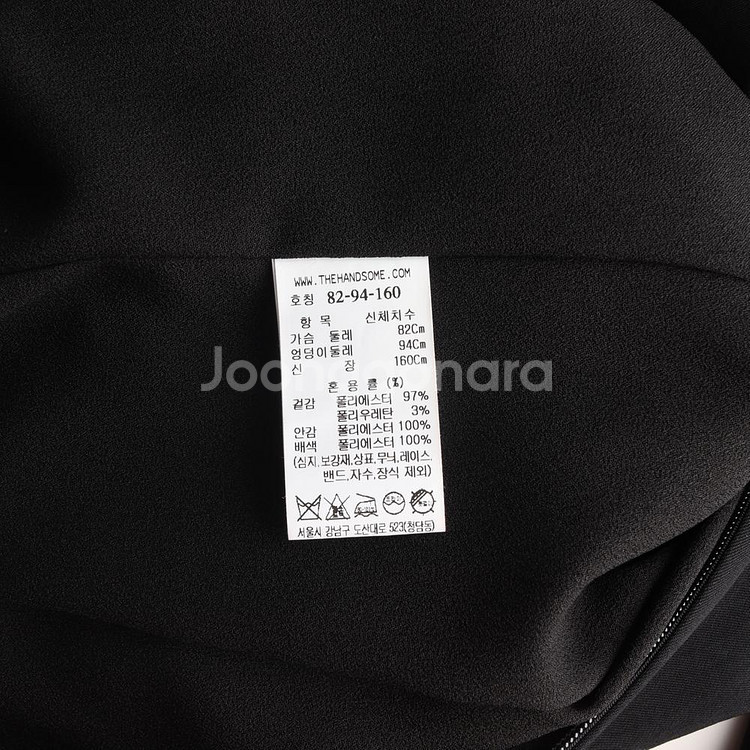 WWW.THEHANDSOME.COM
호칭 82-94-160
항 목 신체치수
가슴 둘레 82Cm
엉덩이둘레 94Cm
신 장 160Cm
Joongonara
혼 용 률 (%)
겉감 폴리에스터 97%
폴리우레탄 3%
안감 폴리에스터 100%
배색 폴리에스터 100%
(심지,보강재,상표,무늬,레이스.
밴드,자수,장식 제외)
서울시 강남구 도산대로 523(청담동)